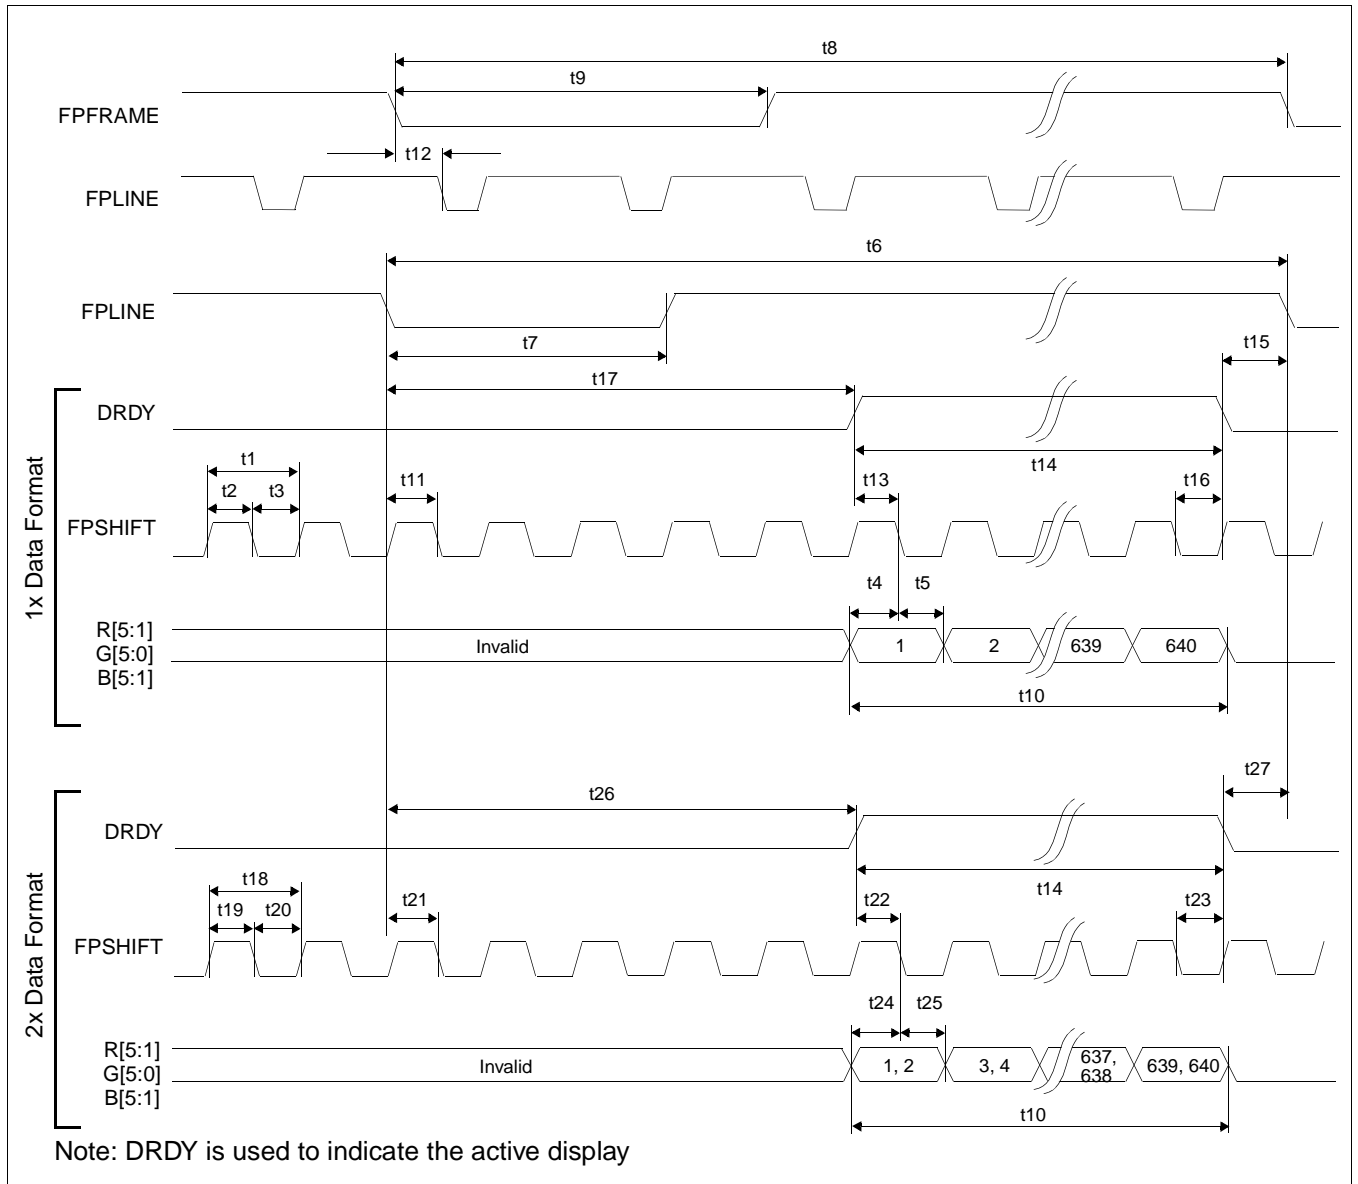 t8
t9
FPFRAME
t12
FPLINE
t6
FPLINE
t7
t15
t17
DRDY
t14
t1
t2 t3
t11
t13
t16
FPSHIFT
t4 t5
1x Data Format
R[5:1]
G[5:0]
B[5:1]
Invalid
1 2 639 640
t10
t27
t26
DRDY
t14
t18
t19 t20
t21
t22
t23
FPSHIFT
t24 t25
2x Data Format
R[5:1]
G[5:0]
B[5:1]
Invalid
1, 2 3, 4 637, 638 639, 640
t10
Note: DRDY is used to indicate the active display